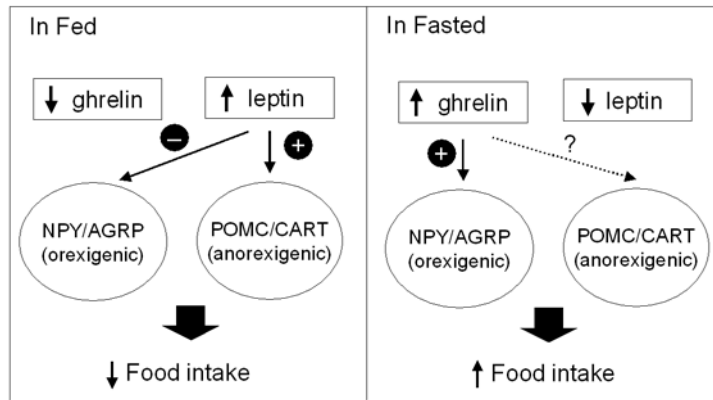 In Fed
↓ ghrelin
↑ leptin
−
+
NPY/AGRP
(orexigenic)
POMC/CART
(anorexigenic)
↓ Food intake
In Fasted
↑ ghrelin
↓ leptin
+
?
NPY/AGRP
(orexigenic)
POMC/CART
(anorexigenic)
↑ Food intake